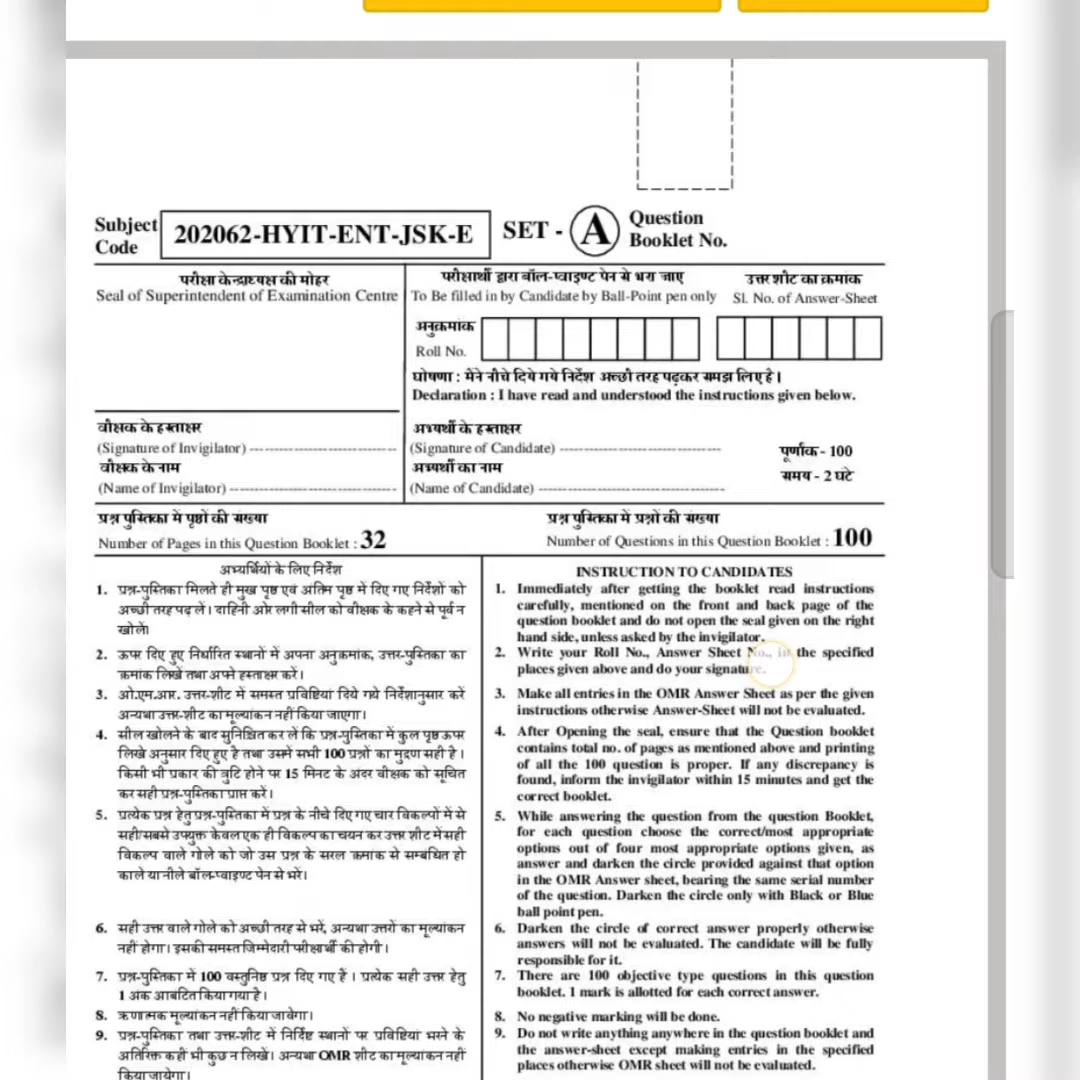 Subject Code
202062-HYIT-ENT-JSK-E
SET - A
Question Booklet No.
परीक्षा केन्द्राध्यक्ष की मोहर
Seal of Superintendent of Examination Centre
परीक्षार्थी द्वारा बॉल-प्वाइण्ट पेन से भरा जाए
To Be filled in by Candidate by Ball-Point pen only
उत्तर शीट का क्रमांक
Sl. No. of Answer-Sheet
अनुक्रमांक
Roll No.
घोषणा : मैने नीचे दिये गये निर्देश अच्छी तरह पढ़कर समझ लिए है।
Declaration : I have read and understood the instructions given below.
वीक्षक के हस्ताक्षर
(Signature of Invigilator)
वीक्षक के नाम
(Name of Invigilator)
अभ्यर्थी के हस्ताक्षर
(Signature of Candidate)
अभ्यर्थी का नाम
(Name of Candidate)
पूर्णांक - 100
समय - 2 घंटे
प्रश्न पुस्तिका में पृष्ठों की संख्या
Number of Pages in this Question Booklet : 32
प्रश्न पुस्तिका में प्रश्नों की संख्या
Number of Questions in this Question Booklet : 100
अभ्यर्थियों के लिए निर्देश
1. प्रश्न-पुस्तिका मिलते ही मुख पृष्ठ एवं अंतिम पृष्ठ में दिए गए निर्देशों को
अच्छी तरह पढ़ लें। दाहिनी ओर लगी सील को वीक्षक के कहने से पूर्व न
खोलें।
2. ऊपर दिए हुए निर्धारित स्थानों में अपना अनुक्रमांक, उत्तर-पुस्तिका का
क्रमांक लिखें तथा अपने हस्ताक्षर करें।
3. ओ.एम.आर. उत्तर-शीट में समस्त प्रविष्टियां दिये गये निर्देशानुसार करें
अन्यथा उत्तर-शीट का मूल्यांकन नहीं किया जाएगा।
4. सील खोलने के बाद सुनिश्चित कर लें कि प्रश्न-पुस्तिका में कुल पृष्ठ ऊपर
लिखे अनुसार दिए हुए है तथा उसमें सभी 100 प्रश्नों का मुद्रण सही है।
किसी भी प्रकार की त्रुटि होने पर 15 मिनट के अंदर वीक्षक को सूचित
कर सही प्रश्न-पुस्तिका प्राप्त करें।
5. प्रत्येक प्रश्न हेतु प्रश्न-पुस्तिका में प्रश्न के नीचे दिए गए चार विकल्पों में से
सही/सबसे उपयुक्त केवल एक ही विकल्प का चयन कर उत्तर शीट में सही
विकल्प वाले गोले को जो उस प्रश्न के सरल क्रमांक से सम्बंधित हो
काले या नीले बॉल-प्वाइण्ट पेन से भरें।
6. सही उत्तर वाले गोले को अच्छी तरह से भरें, अन्यथा उत्तरों का मूल्यांकन
नहीं होगा। इसकी समस्त जिम्मेदारी परीक्षार्थी की होगी।
7. प्रश्न-पुस्तिका में 100 वस्तुनिष्ठ प्रश्न दिए गए हैं। प्रत्येक सही उत्तर हेतु
1 अंक आबंटित किया गया है।
8. ऋणात्मक मूल्यांकन नहीं किया जावेगा।
9. प्रश्न-पुस्तिका तथा उत्तर-शीट में निर्दिष्ट स्थानों पर प्रविष्टियां भरने के
अतिरिक्त कहीं भी कुछ न लिखें। अन्यथा OMR शीट का मूल्यांकन नहीं
किया जायेगा।
INSTRUCTION TO CANDIDATES
1. Immediately after getting the booklet read instructions
carefully, mentioned on the front and back page of the
question booklet and do not open the seal given on the right
hand side, unless asked by the invigilator.
2. Write your Roll No., Answer Sheet No., in the specified
places given above and do your signature.
3. Make all entries in the OMR Answer Sheet as per the given
instructions otherwise Answer-Sheet will not be evaluated.
4. After Opening the seal, ensure that the Question booklet
contains total no. of pages as mentioned above and printing
of all the 100 question is proper. If any discrepancy is
found, inform the invigilator within 15 minutes and get the
correct booklet.
5. While answering the question from the question Booklet,
for each question choose the correct/most appropriate
options out of four most appropriate options given, as
answer and darken the circle provided against that option
in the OMR Answer sheet, bearing the same serial number
of the question. Darken the circle only with Black or Blue
ball point pen.
6. Darken the circle of correct answer properly otherwise
answers will not be evaluated. The candidate will be fully
responsible for it.
7. There are 100 objective type questions in this question
booklet. 1 mark is allotted for each correct answer.
8. No negative marking will be done.
9. Do not write anything anywhere in the question booklet and
the answer-sheet except making entries in the specified
places otherwise OMR sheet will not be evaluated.